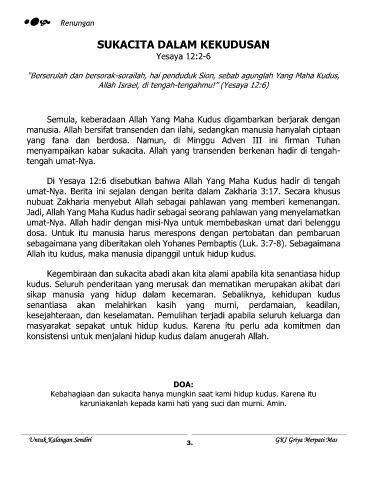 Renungan
SUKACITA DALAM KEKUDUSAN
Yesaya 12:2-6
"Berserulah dan bersorak-sorailah, hai penduduk Sion, sebab agunglah Yang Maha Kudus,
Allah Israel, di tengah-tengahmu!" (Yesaya 12:6)
Semula, keberadaan Allah Yang Maha Kudus digambarkan berjarak dengan
manusia. Allah bersifat transenden dan ilahi, sedangkan manusia hanyalah ciptaan
yang fana dan berdosa. Namun, di Minggu Adven III ini firman Tuhan
menyampaikan kabar sukacita. Allah yang transenden berkenan hadir di tengah-
tengah umat-Nya.
Di Yesaya 12:6 disebutkan bahwa Allah Yang Maha Kudus hadir di tengah
umat-Nya. Berita ini sejalan dengan berita dalam Zakharia 3:17. Secara khusus
nubuat Zakharia menyebut Allah sebagai pahlawan yang memberi kemenangan.
Jadi, Allah Yang Maha Kudus hadir sebagai seorang pahlawan yang menyelamatkan
umat-Nya. Allah hadir dengan misi-Nya untuk membebaskan umat dari belenggu
dosa. Untuk itu manusia harus merespons dengan pertobatan dan pembaruan
sebagaimana yang diberitakan oleh Yohanes Pembaptis (Luk. 3:7-8). Sebagaimana
Allah itu kudus, maka manusia dipanggil untuk hidup kudus.
Kegembiraan dan sukacita abadi akan kita alami apabila kita senantiasa hidup
kudus. Seluruh penderitaan yang merusak dan mematikan merupakan akibat dari
sikap manusia yang hidup dalam kecemaran. Sebaliknya, kehidupan kudus
senantiasa akan melahirkan kasih yang murni, perdamaian, keadilan,
kesejahteraan, dan keselamatan. Pemulihan terjadi apabila seluruh keluarga dan
masyarakat sepakat untuk hidup kudus. Karena itu perlu ada komitmen dan
konsistensi untuk menjalani hidup kudus dalam anugerah Allah.
DOA:
Kebahagiaan dan sukacita hanya mungkin saat kami hidup kudus. Karena itu
karuniakanlah kepada kami hati yang suci dan murni. Amin.
Untuk Kalangan Sendiri
3.
GKI Griya Merpati Mas